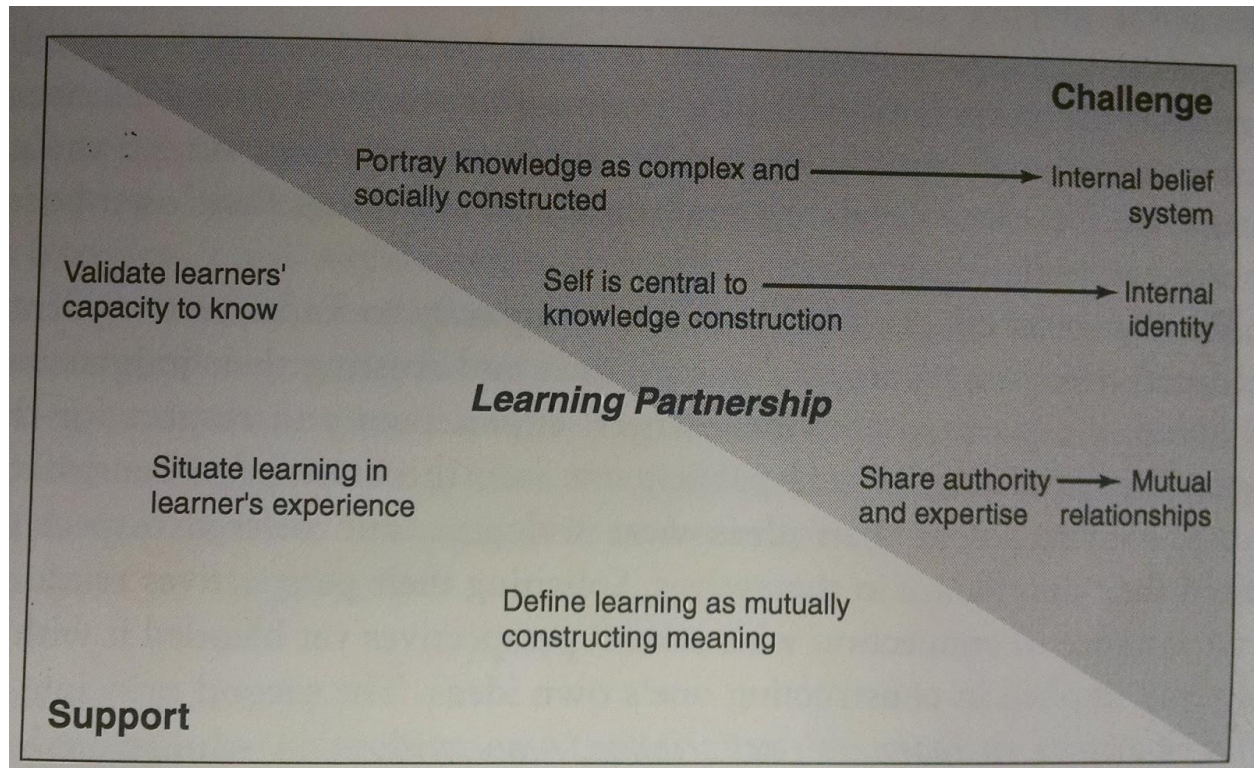 Challenge
Portray knowledge as complex and
socially constructed
Internal belief
system
Validate learners'
capacity to know
Self is central to
knowledge construction
Internal
identity
Learning Partnership
Situate learning in
learner's experience
Share authority
and expertise
Mutual
relationships
Define learning as mutually
constructing meaning
Support